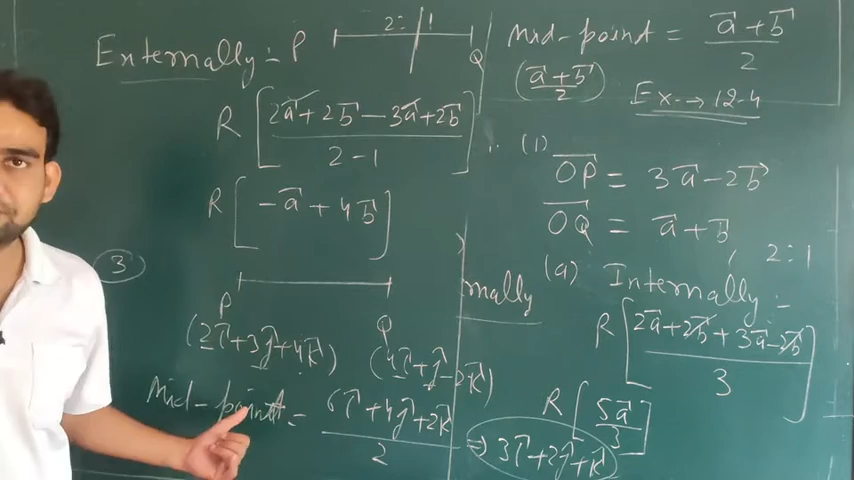 Mid-point = a⃗ + b⃗ / 2
(a⃗ + b⃗ / 2)
Ex → 12.4
(1)
OP = 3a⃗ - 2b⃗
OQ = a⃗ + b⃗, 2:1
(a) Internally :-
R [2a⃗ + 2b⃗ + 3a⃗ - 2b⃗ / 3]
R [5a⃗ / 3]
Externally :- P 2:1 Q
R [2a⃗ + 2b⃗ - 3a⃗ + 2b⃗ / 2-1]
R [-a⃗ + 4b⃗]
(3)
P Q
(2i⃗ + 3j⃗ + 4k⃗) (4i⃗ + j⃗ - 2k⃗)
Mid-point = 6i⃗ + 4j⃗ + 2k⃗ / 2 ⇒ 3i⃗ + 2j⃗ + k⃗
rnally